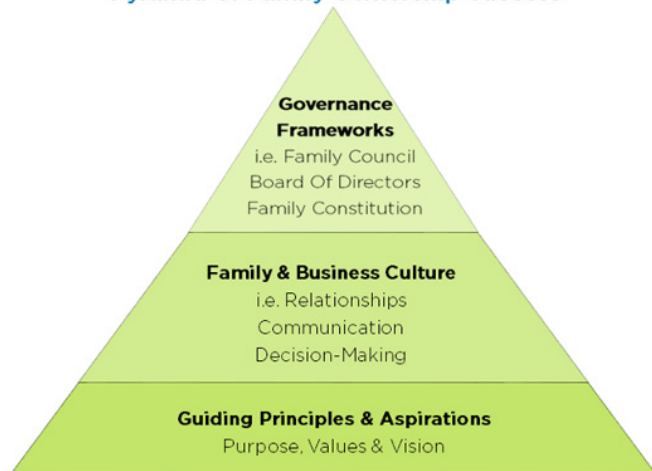 Governance
Frameworks
i.e. Family Council
Board Of Directors
Family Constitution
Family & Business Culture
i.e. Relationships
Communication
Decision-Making
Guiding Principles & Aspirations
Purpose, Values & Vision